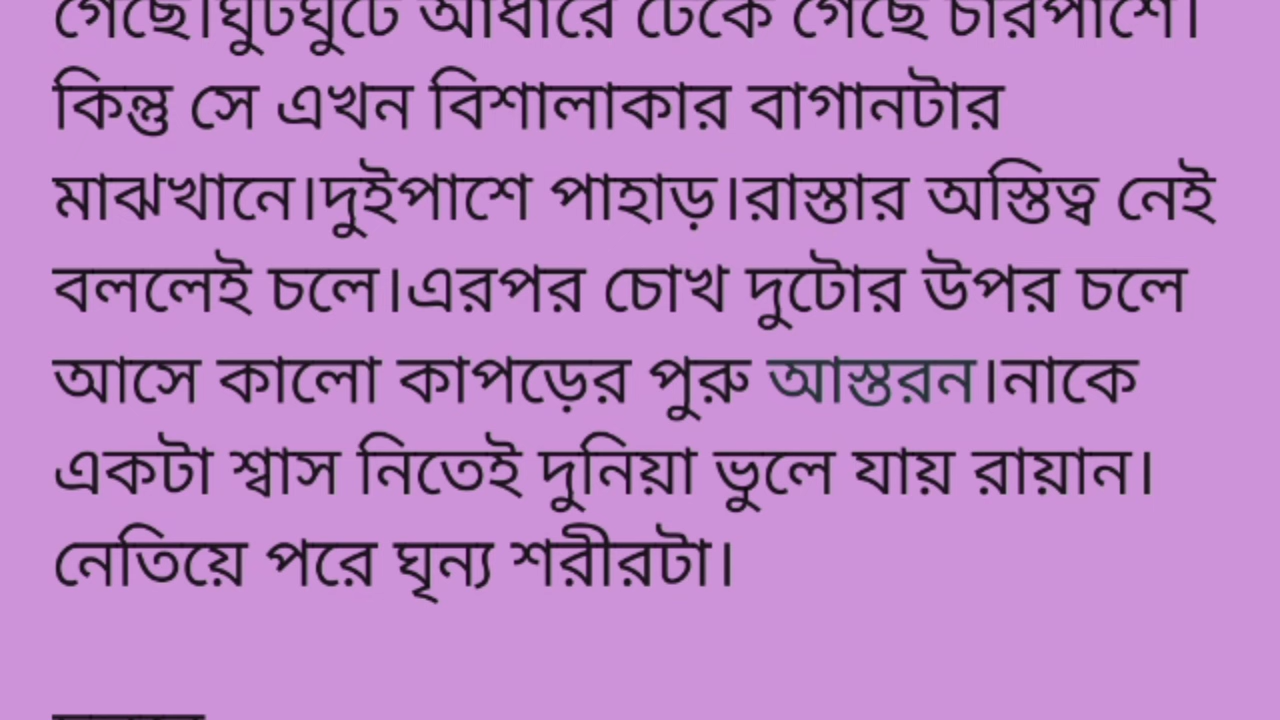 গেছে।ঘুটঘুটে আঁধারে ঢেকে গেছে চারপাশে।
কিন্তু সে এখন বিশালাকার বাগানটার
মাঝখানে।দুইপাশে পাহাড়।রাস্তার অস্তিত্ব নেই
বললেই চলে।এরপর চোখ দুটোর উপর চলে
আসে কালো কাপড়ের পুরু আস্তরন।নাকে
একটা শ্বাস নিতেই দুনিয়া ভুলে যায় রায়ান।
নেতিয়ে পরে ঘৃন্য শরীরটা।